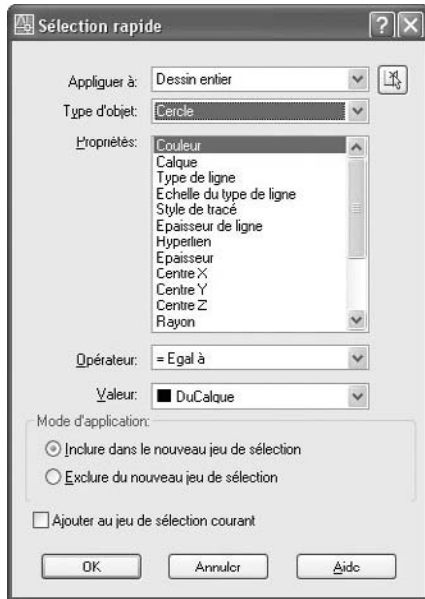 Sélection rapide
Appliquer à: Dessin entier
Type d'objet: Cercle
Propriétés: Couleur
Calque
Type de ligne
Echelle du type de ligne
Style de tracé
Epaisseur de ligne
Hyperlien
Epaisseur
Centre X
Centre Y
Centre Z
Rayon
Opérateur: = Egal à
Valeur: DuCalque
Mode d'application:
Inclure dans le nouveau jeu de sélection
Exclure du nouveau jeu de sélection
Ajouter au jeu de sélection courant
OK Annuler Aide